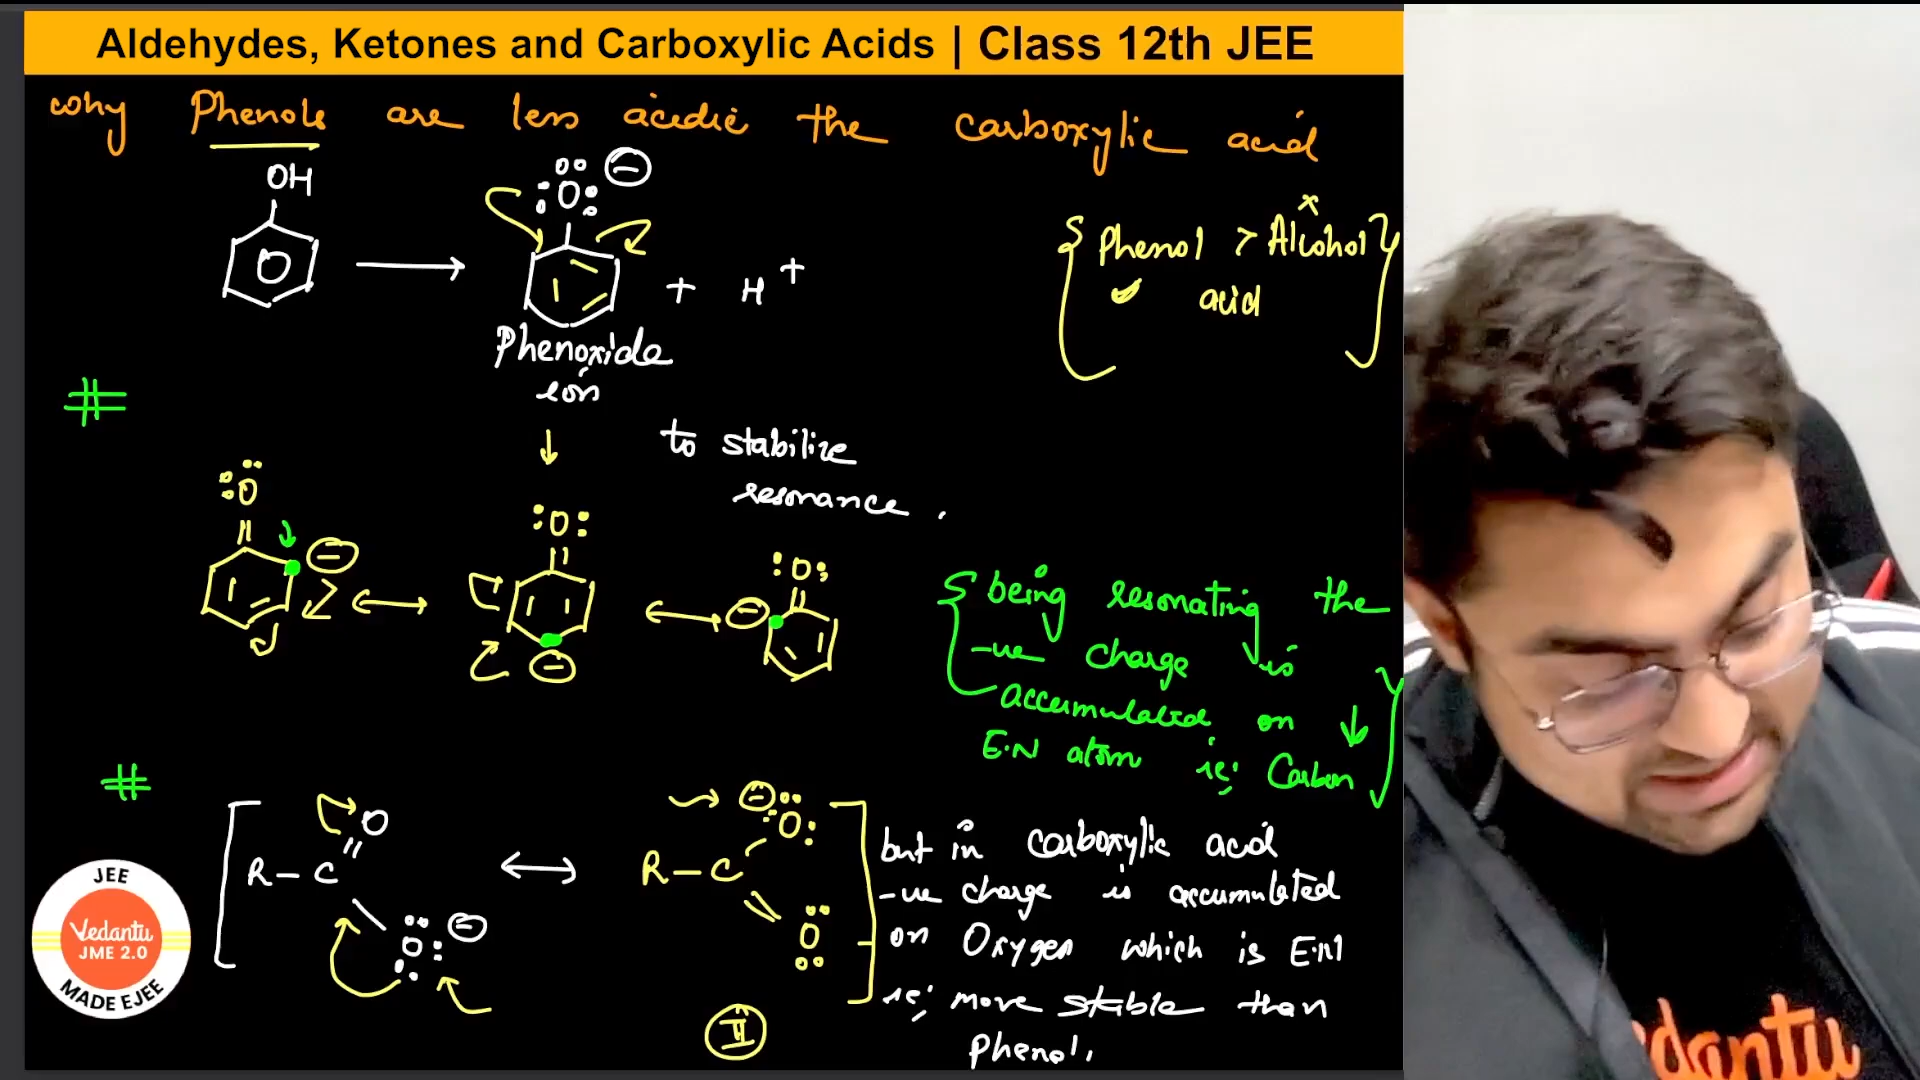 Aldehydes, Ketones and Carboxylic Acids | Class 12th JEE
why Phenols are less acidic the carboxylic acid
OH
O
+ H+
Phenoxide
ion
{ Phenol > Alcohol }
acid
to stabilize
resonance.
O
O
O
{ being resonating the
-ve charge is
accumulated on ↓
E.N atom ie; Carbon }
R-C
O
O
R-C
O
O
II
but in carboxylic acid
-ve charge is accumulated
on Oxygen which is E.N
ie; more stable than
Phenol,
JEE
Vedantu
JME 2.0
MADE EJEE
Vedantu